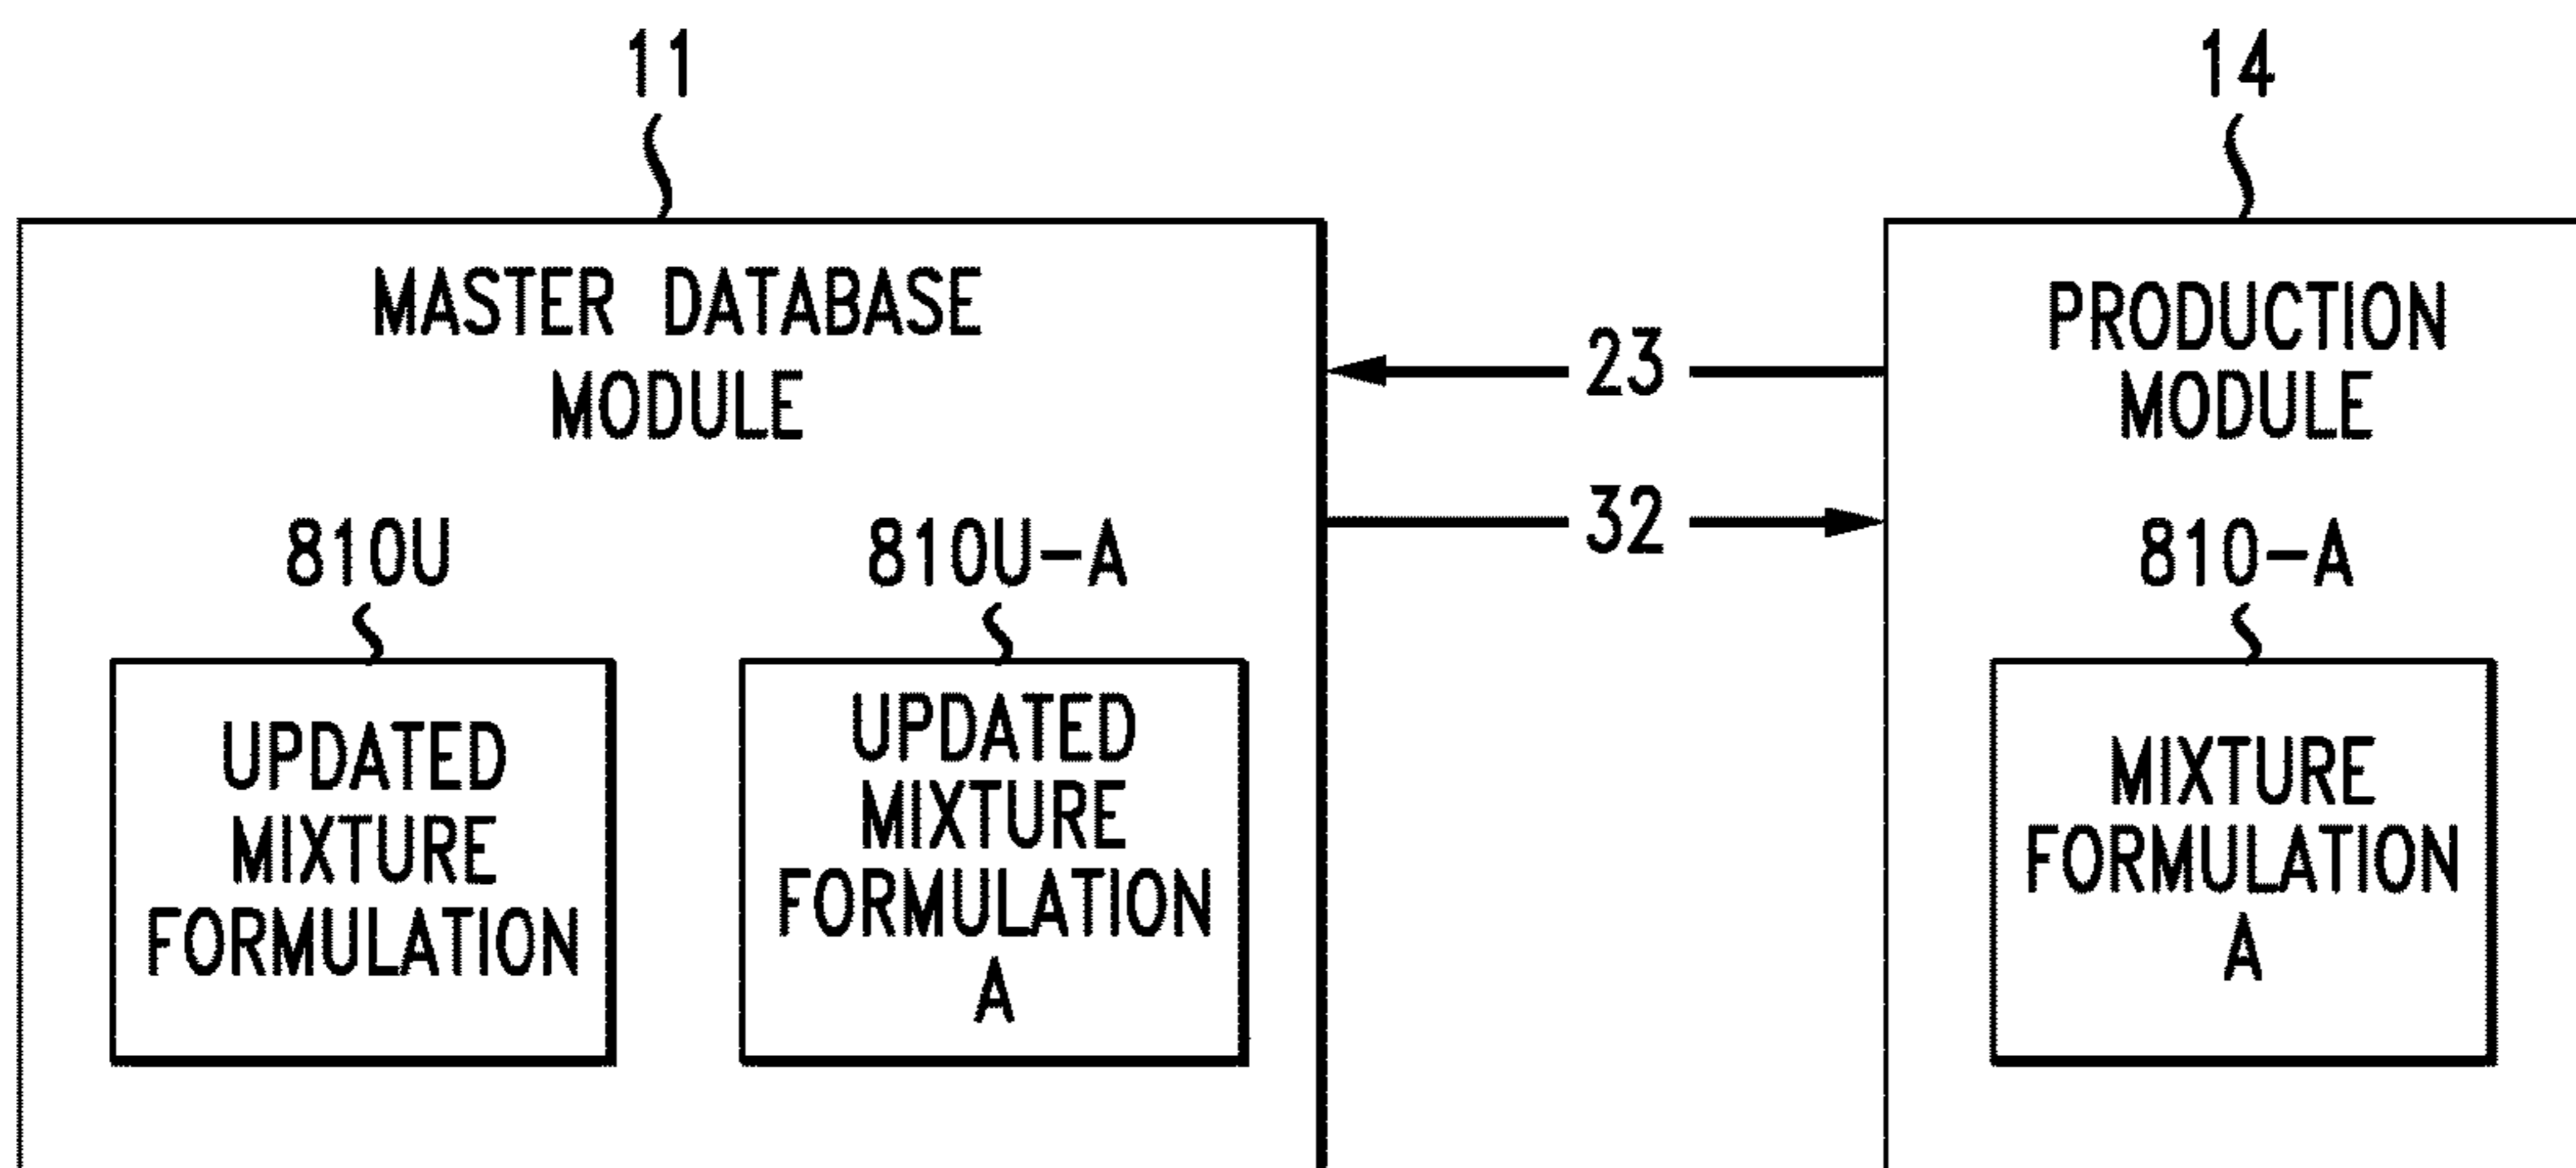 11
14
MASTER DATABASE
MODULE
PRODUCTION
MODULE
23
32
810U
810U-A
810-A
UPDATED
MIXTURE
FORMULATION
UPDATED
MIXTURE
FORMULATION
A
MIXTURE
FORMULATION
A